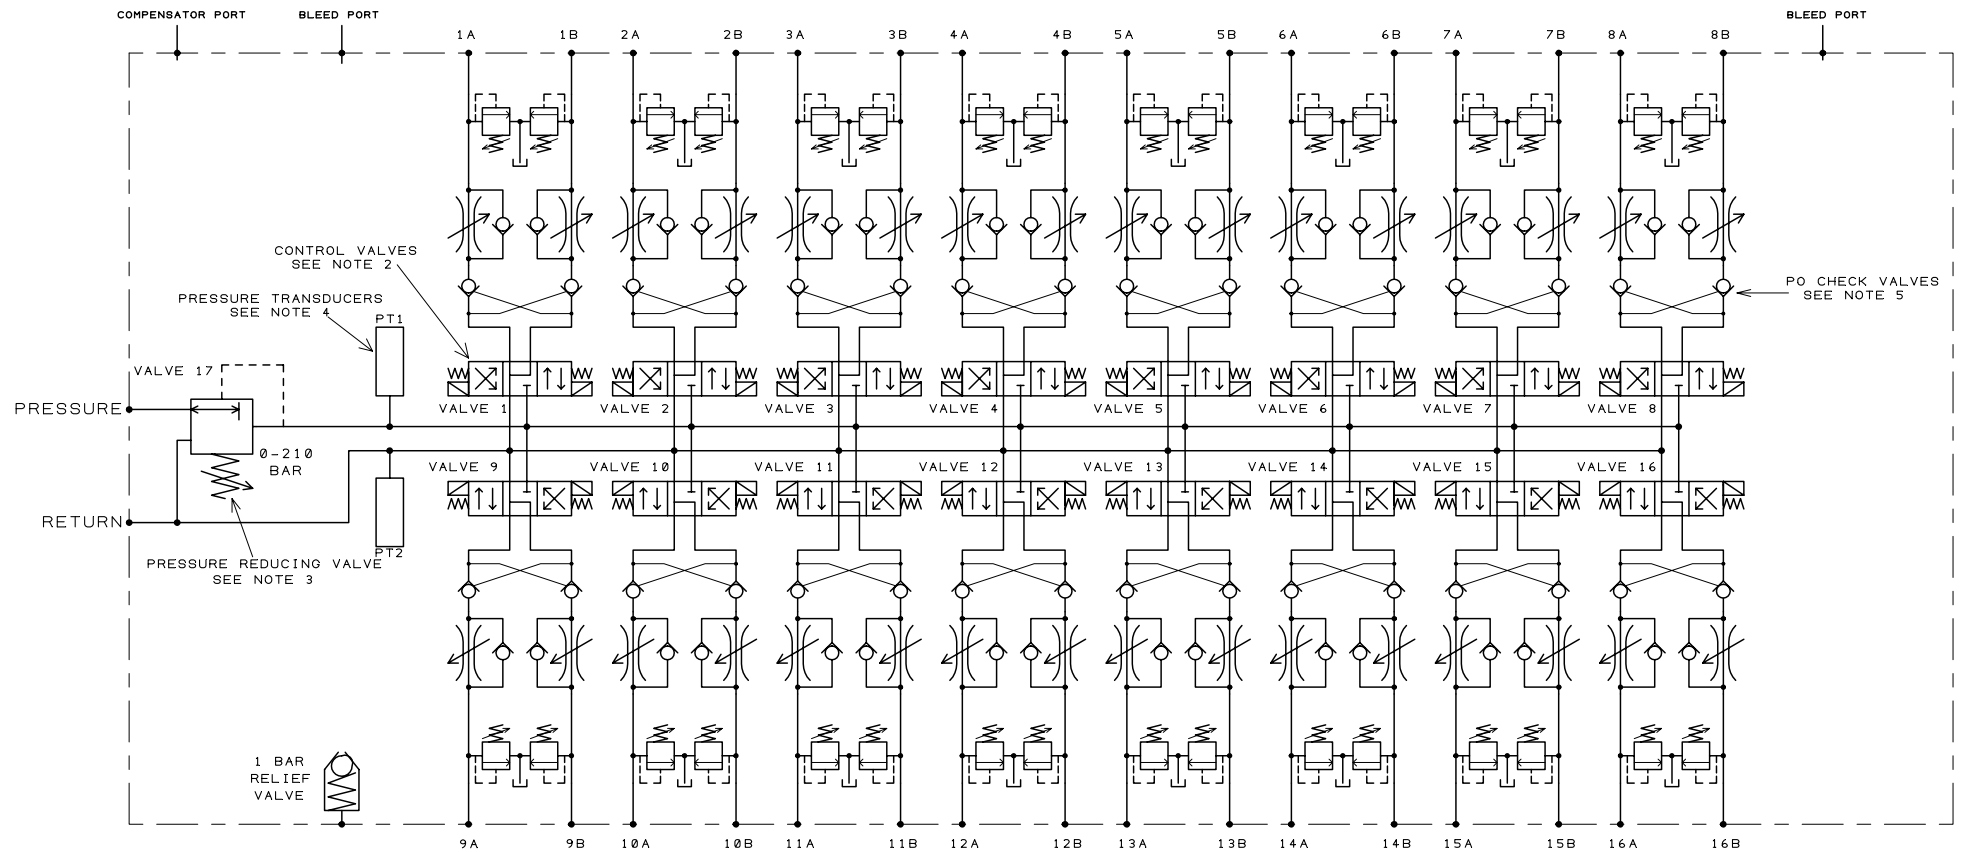 COMPENSATOR PORT
BLEED PORT
BLEED PORT
1A 1B 2A 2B 3A 3B 4A 4B 5A 5B 6A 6B 7A 7B 8A 8B
CONTROL VALVES
SEE NOTE 2
PRESSURE TRANSDUCERS
SEE NOTE 4
PO CHECK VALVES
SEE NOTE 5
PT1
VALVE 17
PRESSURE
VALVE 1 VALVE 2 VALVE 3 VALVE 4 VALVE 5 VALVE 6 VALVE 7 VALVE 8
0-210
BAR
VALVE 9 VALVE 10 VALVE 11 VALVE 12 VALVE 13 VALVE 14 VALVE 15 VALVE 16
RETURN
PT2
PRESSURE REDUCING VALVE
SEE NOTE 3
1 BAR
RELIEF
VALVE
9A 9B 10A 10B 11A 11B 12A 12B 13A 13B 14A 14B 15A 15B 16A 16B